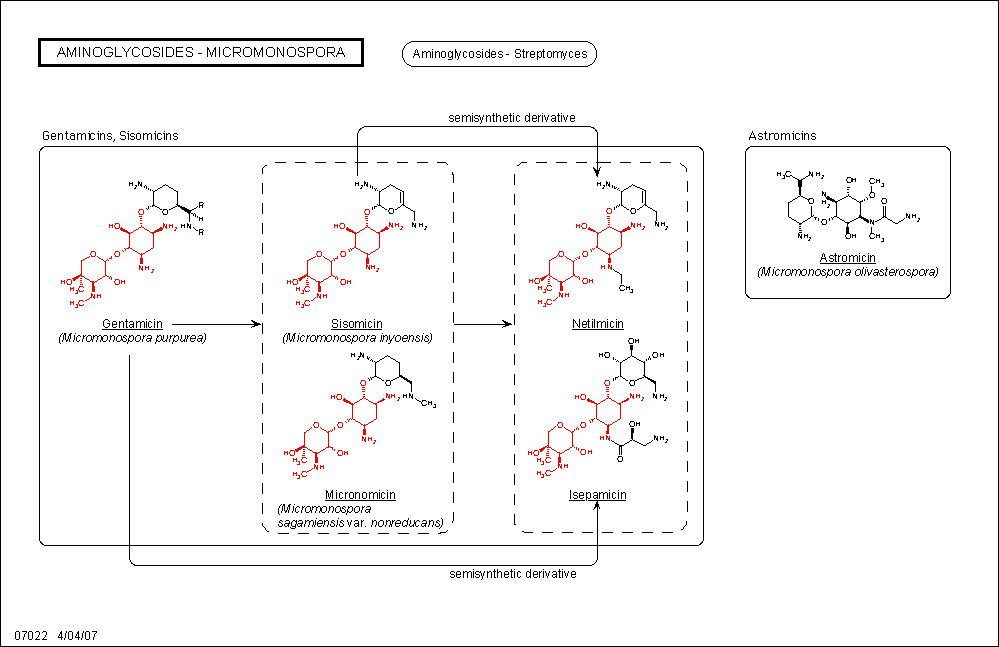 AMINOGLYCOSIDES - MICROMONOSPORA
Aminoglycosides - Streptomyces
semisynthetic derivative
Gentamicins, Sisomicins
Astromicins
Gentamicin
(Micromonospora purpurea)
Sisomicin
(Micromonospora inyoensis)
Netilmicin
Astromicin
(Micromonospora olivasterospora)
Micronomicin
(Micromonospora
sagamiensis var. nonreducans)
Isepamicin
semisynthetic derivative
07022 4/04/07